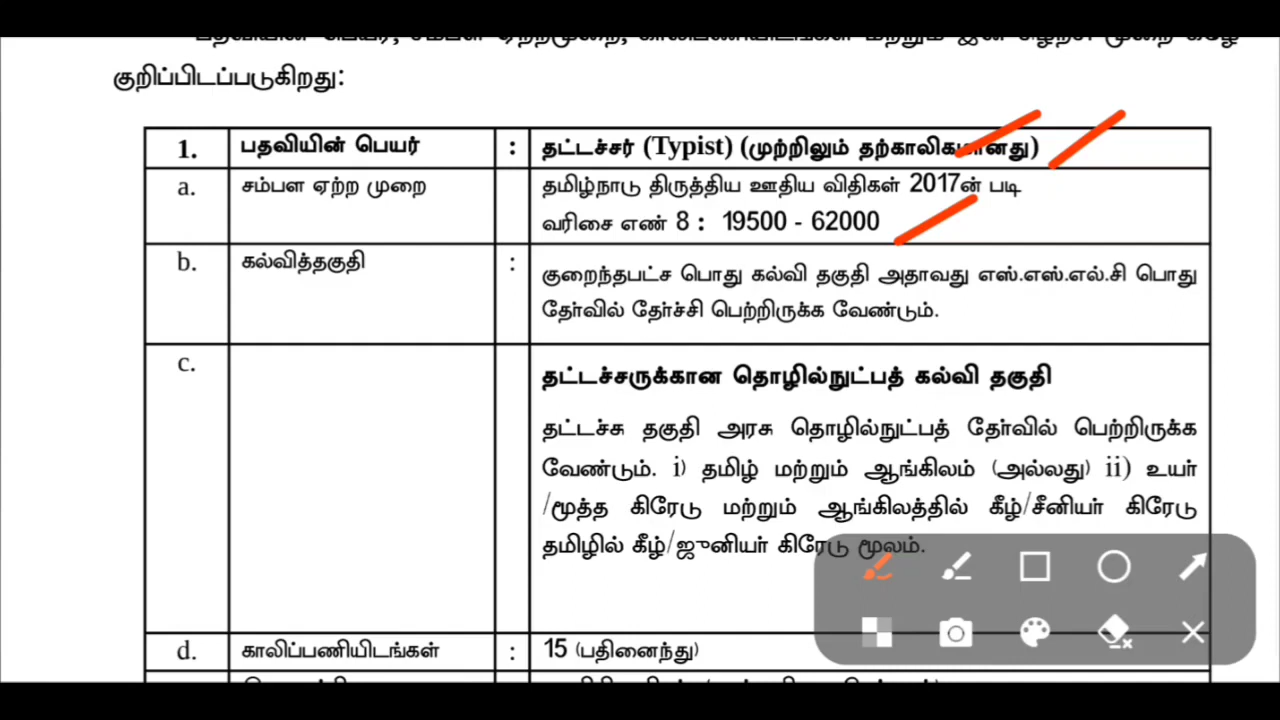 குறிப்பிடப்படுகிறது:
1. பதவியின் பெயர் : தட்டச்சர் (Typist) (முற்றிலும் தற்காலிகமானது)
a. சம்பள ஏற்ற முறை தமிழ்நாடு திருத்திய ஊதிய விதிகள் 2017ன் படி
வரிசை எண் 8 : 19500 - 62000
b. கல்வித்தகுதி : குறைந்தபட்ச பொது கல்வி தகுதி அதாவது எஸ்.எஸ்.எல்.சி பொது
தேர்வில் தேர்ச்சி பெற்றிருக்க வேண்டும்.
c. தட்டச்சருக்கான தொழில்நுட்பத் கல்வி தகுதி
தட்டச்சு தகுதி அரசு தொழில்நுட்பத் தேர்வில் பெற்றிருக்க
வேண்டும். i) தமிழ் மற்றும் ஆங்கிலம் (அல்லது) ii) உயர்
/மூத்த கிரேடு மற்றும் ஆங்கிலத்தில் கீழ்/சீனியர் கிரேடு
தமிழில் கீழ்/ஜுனியர் கிரேடு மூலம்.
d. காலிப்பணியிடங்கள் : 15 (பதினைந்து)